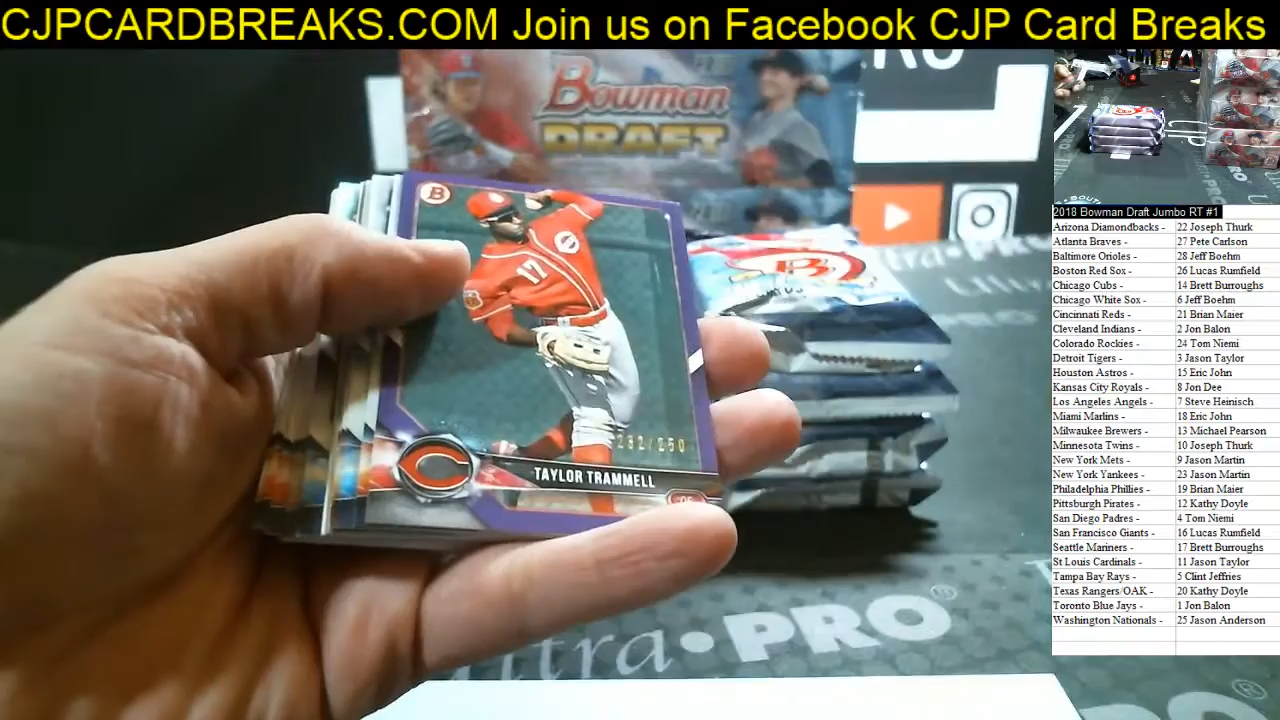 CJPCARDBREAKS.COM Join us on Facebook CJP Card Breaks
Bowman
DRAFT
B
17
C
232/250
TAYLOR TRAMMELL
OF
B
ultra•PRO
CJP
2018 Bowman Draft Jumbo RT #1
Arizona Diamondbacks - 22 Joseph Thurk
Atlanta Braves - 27 Pete Carlson
Baltimore Orioles - 28 Jeff Boehm
Boston Red Sox - 26 Lucas Rumfield
Chicago Cubs - 14 Brett Burroughs
Chicago White Sox - 6 Jeff Boehm
Cincinnati Reds - 21 Brian Maier
Cleveland Indians - 2 Jon Balon
Colorado Rockies - 24 Tom Niemi
Detroit Tigers - 3 Jason Taylor
Houston Astros - 15 Eric John
Kansas City Royals - 8 Jon Dee
Los Angeles Angels - 7 Steve Heinisch
Miami Marlins - 18 Eric John
Milwaukee Brewers - 13 Michael Pearson
Minnesota Twins - 10 Joseph Thurk
New York Mets - 9 Jason Martin
New York Yankees - 23 Jason Martin
Philadelphia Phillies - 19 Brian Maier
Pittsburgh Pirates - 12 Kathy Doyle
San Diego Padres - 4 Tom Niemi
San Francisco Giants - 16 Lucas Rumfield
Seattle Mariners - 17 Brett Burroughs
St Louis Cardinals - 11 Jason Taylor
Tampa Bay Rays - 5 Clint Jeffries
Texas Rangers/OAK - 20 Kathy Doyle
Toronto Blue Jays - 1 Jon Balon
Washington Nationals - 25 Jason Anderson